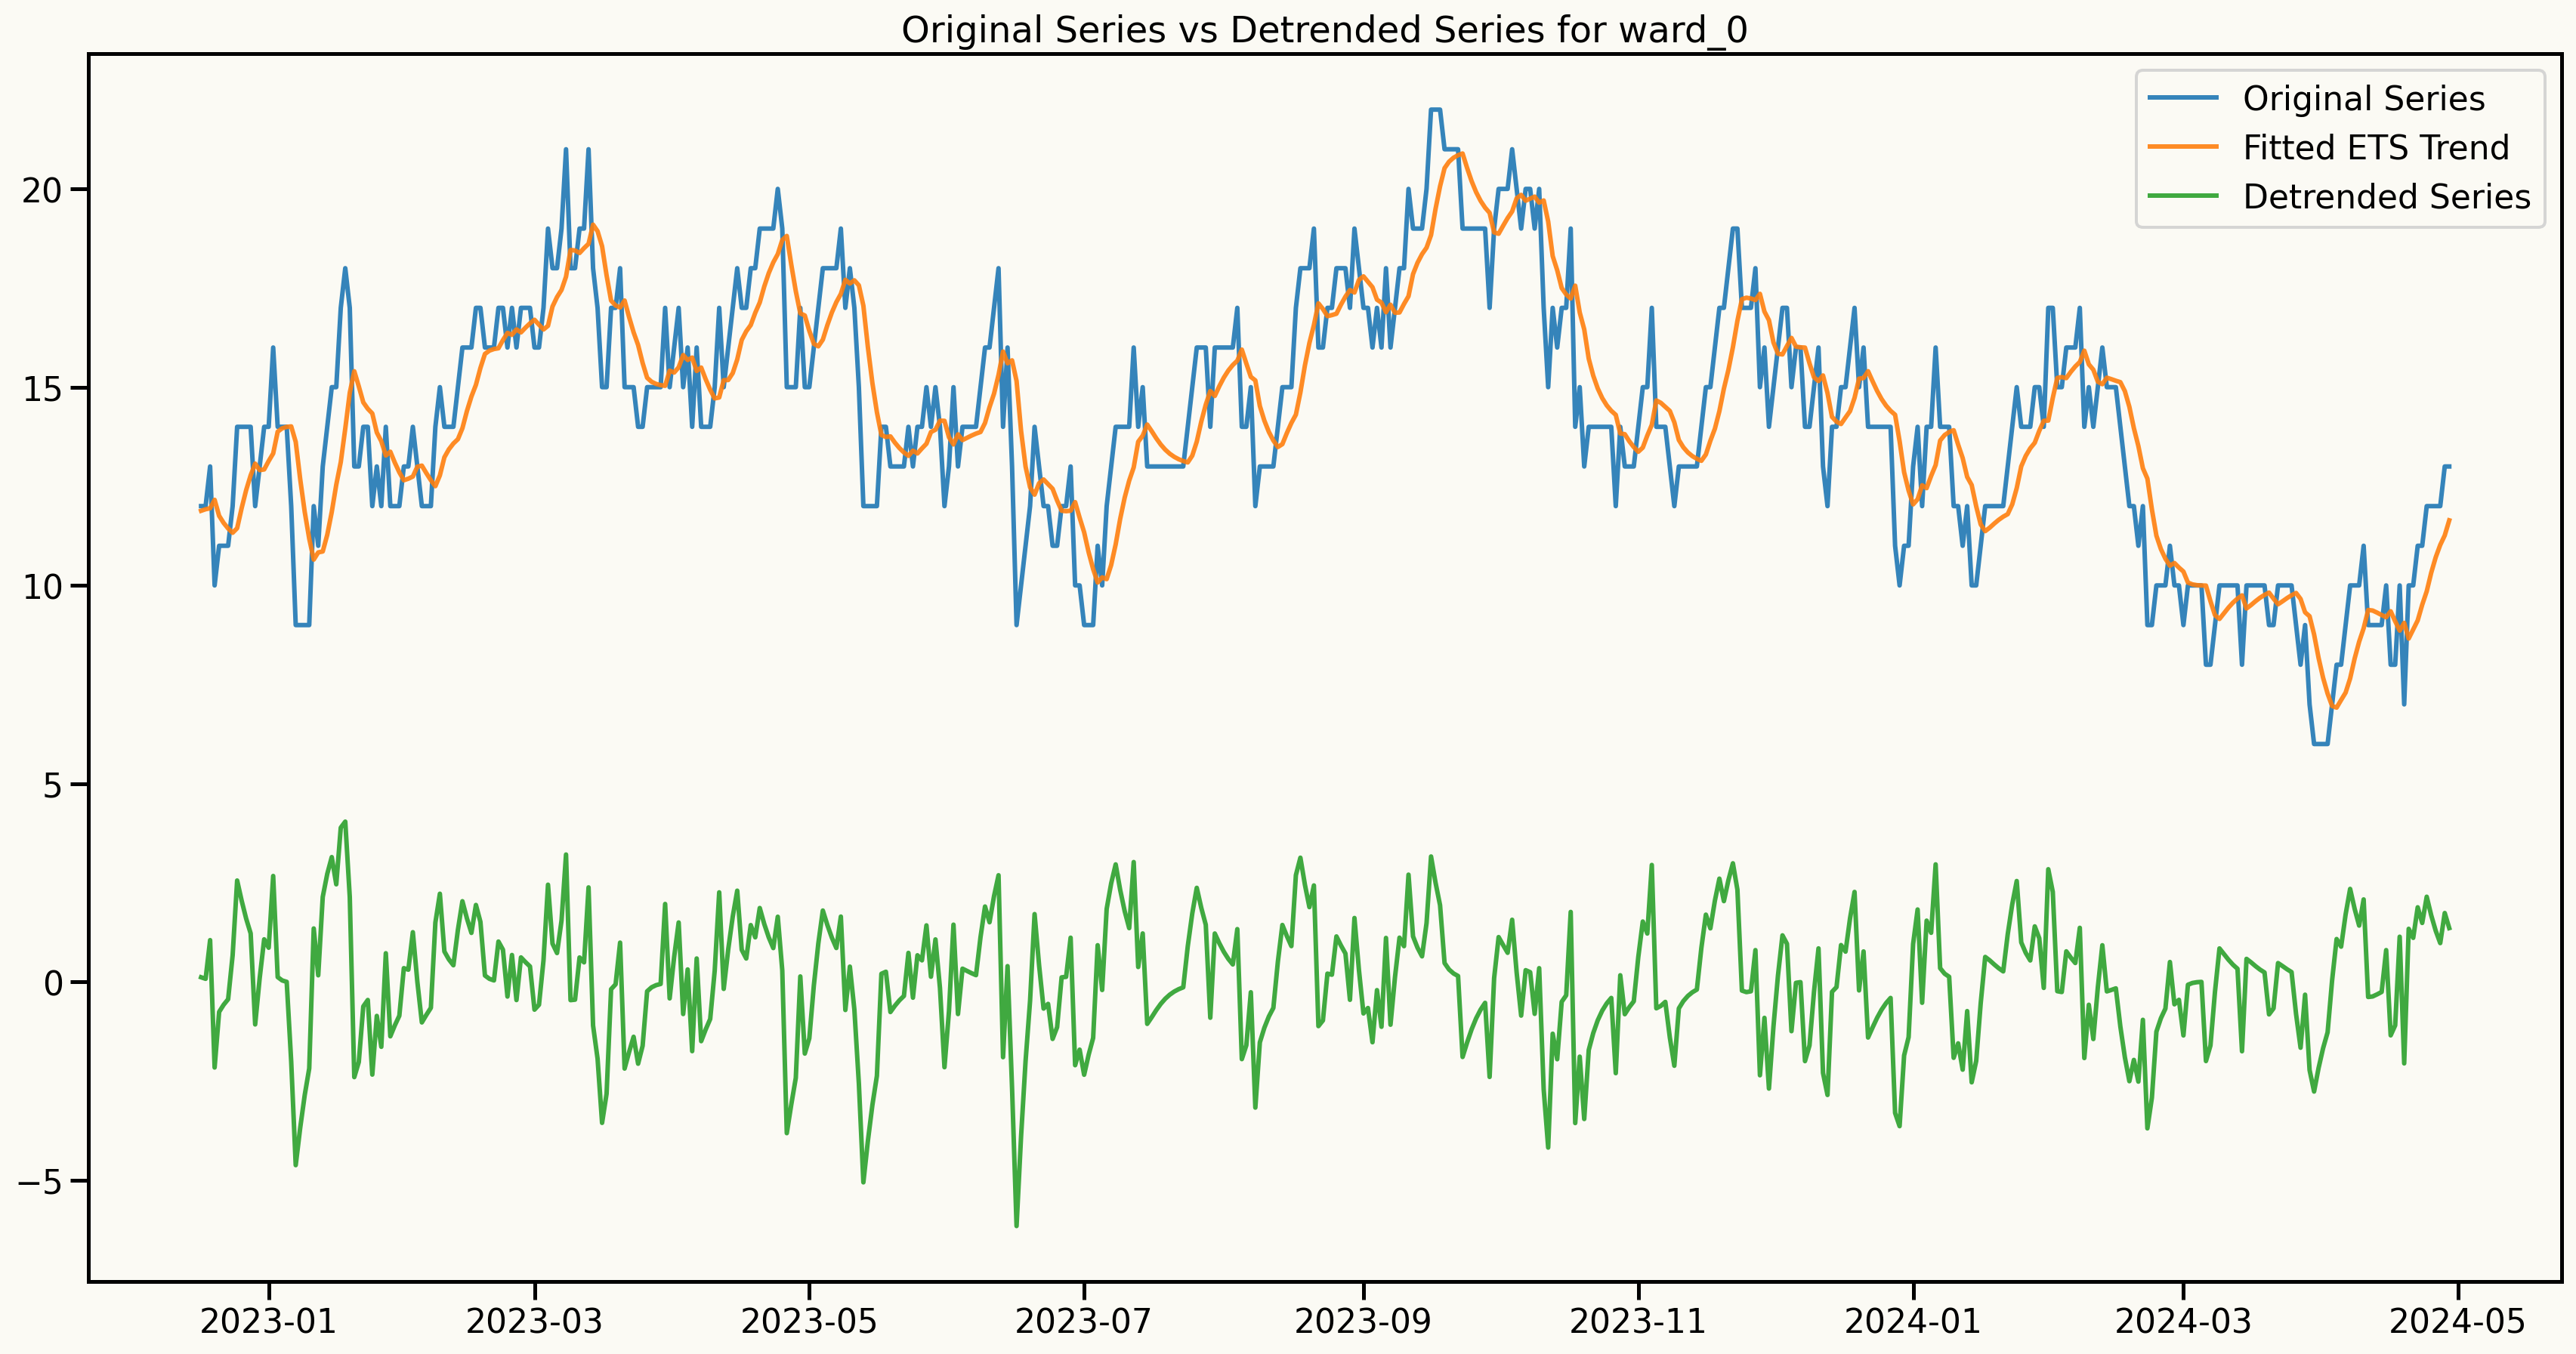 Original Series vs Detrended Series for ward_0
Original Series
Fitted ETS Trend
Detrended Series
20
15
10
5
0
−5
2023-01 2023-03 2023-05 2023-07 2023-09 2023-11 2024-01 2024-03 2024-05